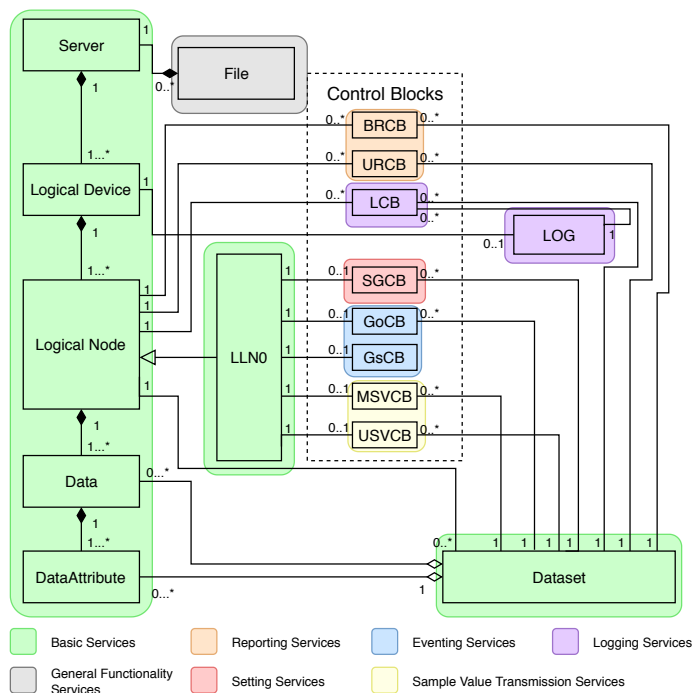 Server
1
File
0..*
1
1...*
Control Blocks
0..*
BRCB
0..*
0..*
URCB
0..*
Logical Device
1
0..*
LCB
0..*
0..*
LOG
1
0..1
1
1...*
Logical Node
1
1
1
1
LLN0
1
0..1
SGCB
0..*
1
0..1
GoCB
0..*
1
0..1
GsCB
1
0..1
MSVCB
0..*
1
0..1
USVCB
0..*
1
1...*
Data
0...*
1
1...*
DataAttribute
0...*
0..*
1
1
1
1
1
1
1
1
1
Dataset
Basic Services
Reporting Services
Eventing Services
Logging Services
General Functionality
Services
Setting Services
Sample Value Transmission Services